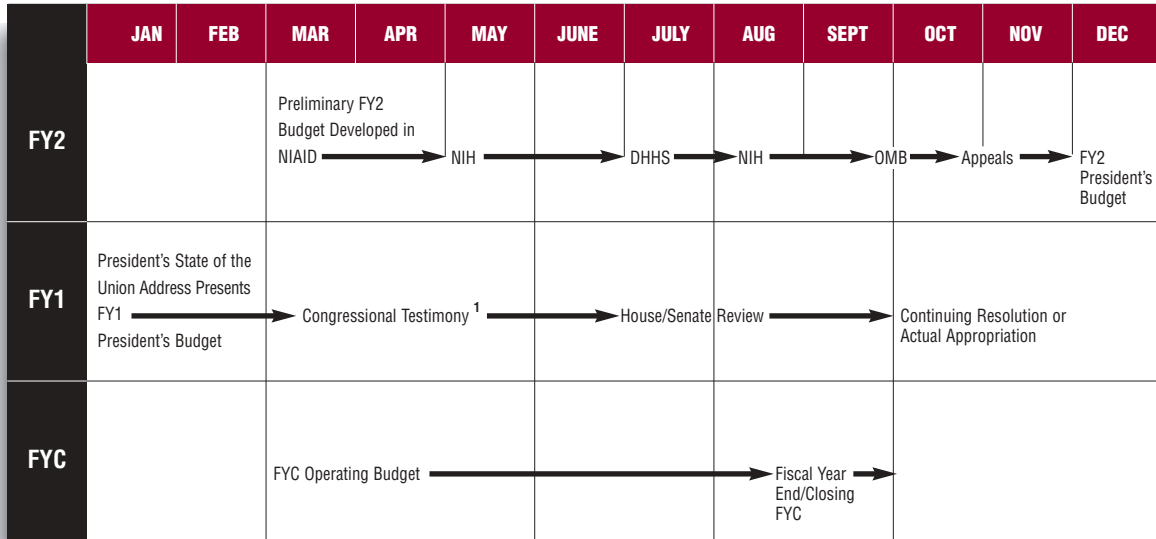 JAN FEB MAR APR MAY JUNE JULY AUG SEPT OCT NOV DEC
FY2
Preliminary FY2
Budget Developed in
NIAID NIH DHHS NIH OMB Appeals FY2
President's
Budget
FY1
President's State of the
Union Address Presents
FY1 Congressional Testimony 1 House/Senate Review Continuing Resolution or
President's Budget Actual Appropriation
FYC
FYC Operating Budget Fiscal Year
End/Closing
FYC